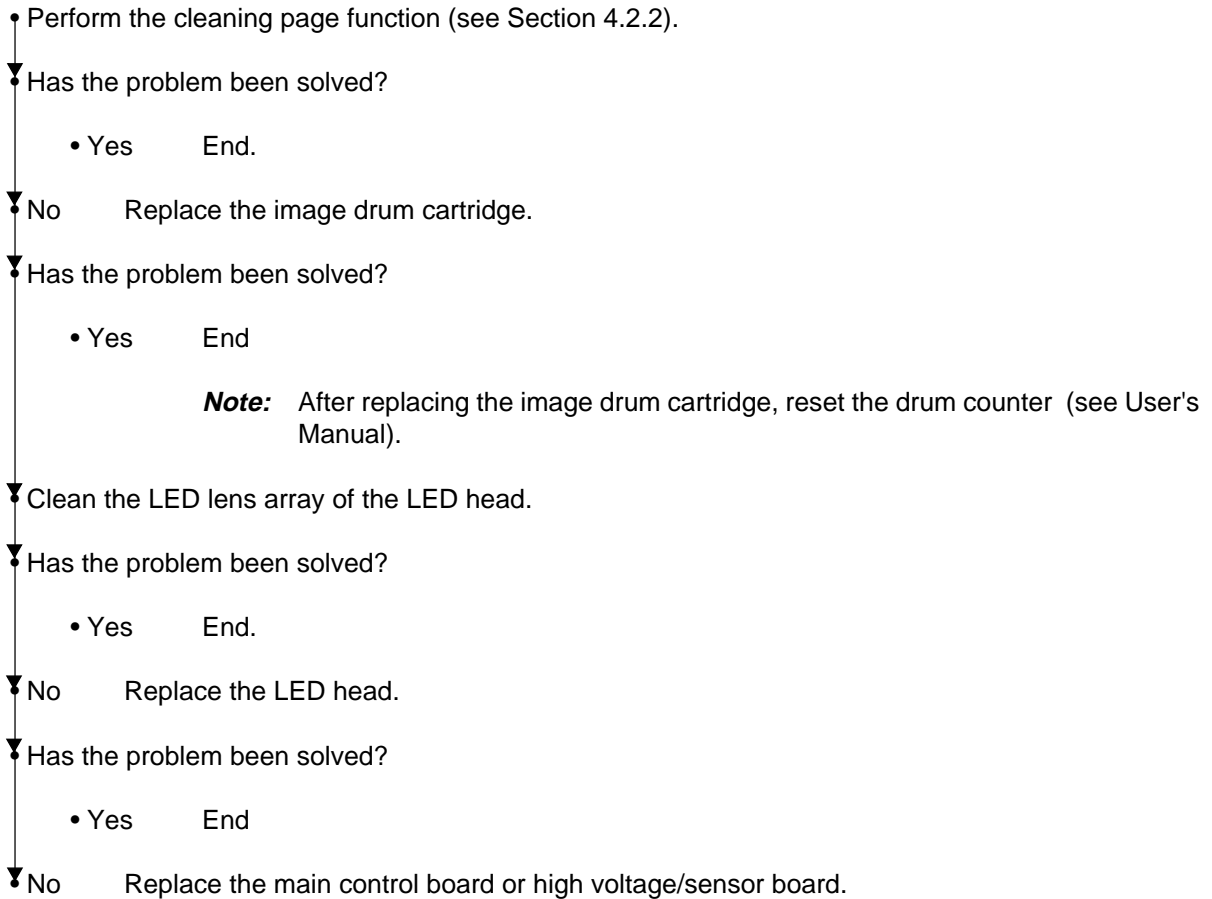 • Perform the cleaning page function (see Section 4.2.2).
• Has the problem been solved?
• Yes End.
• No Replace the image drum cartridge.
• Has the problem been solved?
• Yes End
Note: After replacing the image drum cartridge, reset the drum counter (see User's
Manual).
• Clean the LED lens array of the LED head.
• Has the problem been solved?
• Yes End.
• No Replace the LED head.
• Has the problem been solved?
• Yes End
• No Replace the main control board or high voltage/sensor board.